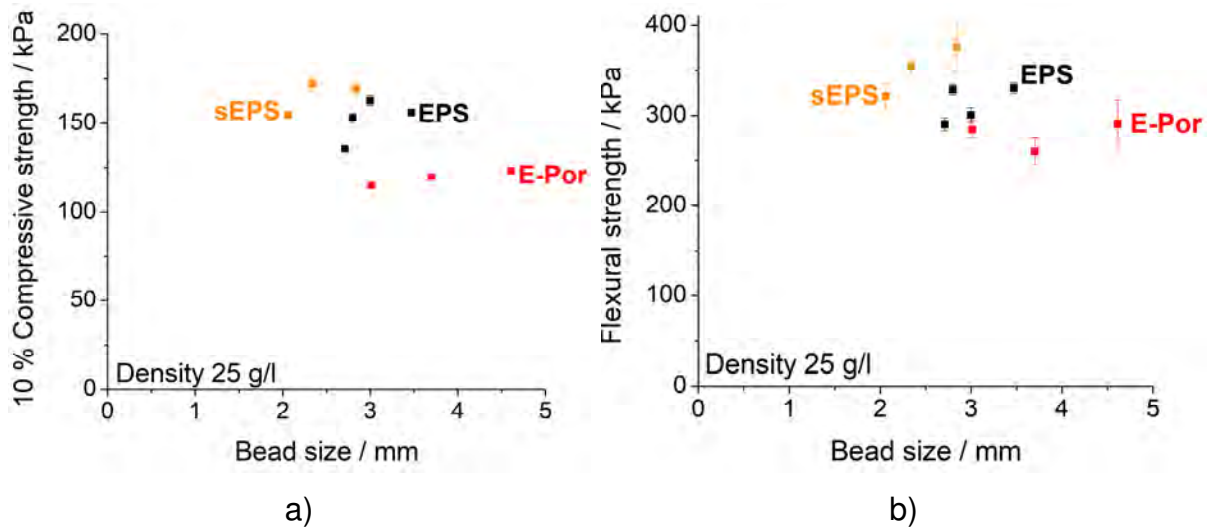 200
150
100
50
0
10 % Compressive strength / kPa
sEPS
EPS
E-Por
Density 25 g/l
0 1 2 3 4 5
Bead size / mm
a)
400
300
200
100
0
Flexural strength / kPa
sEPS
EPS
E-Por
Density 25 g/l
0 1 2 3 4 5
Bead size / mm
b)